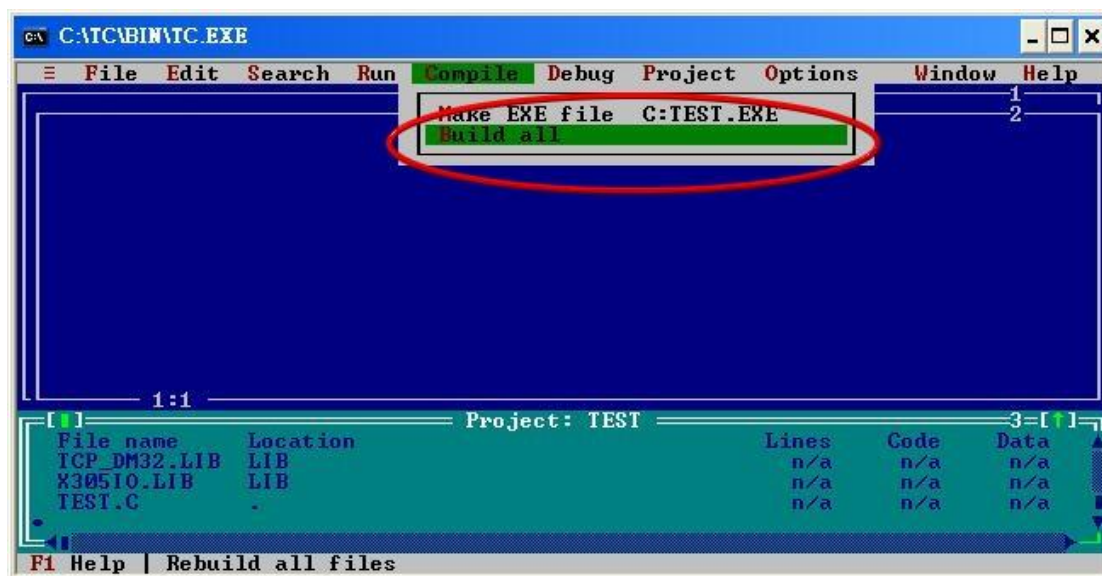 C:\TC\BIN\TC.EXE
≡ File Edit Search Run Compile Debug Project Options Window Help
1
Make EXE file C:TEST.EXE
2
Build all
1:1
Project: TEST 3=[↑]
File name Location Lines Code Data
TCP_DM32.LIB LIB n/a n/a n/a
X305IO.LIB LIB n/a n/a n/a
TEST.C . n/a n/a n/a
F1 Help | Rebuild all files